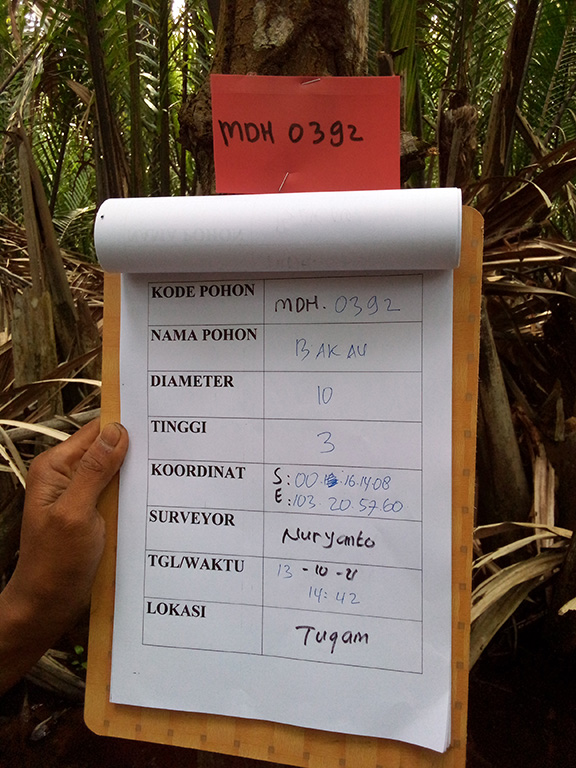 MDH 0392
KODE POHON MDH. 0392
NAMA POHON BAKAU
DIAMETER 10
TINGGI 3
KOORDINAT S: 00. 16.14.08
E: 103. 20.57.60
SURVEYOR Nuryanto
TGL/WAKTU 13 - 10 - 21
14:42
LOKASI Tugam